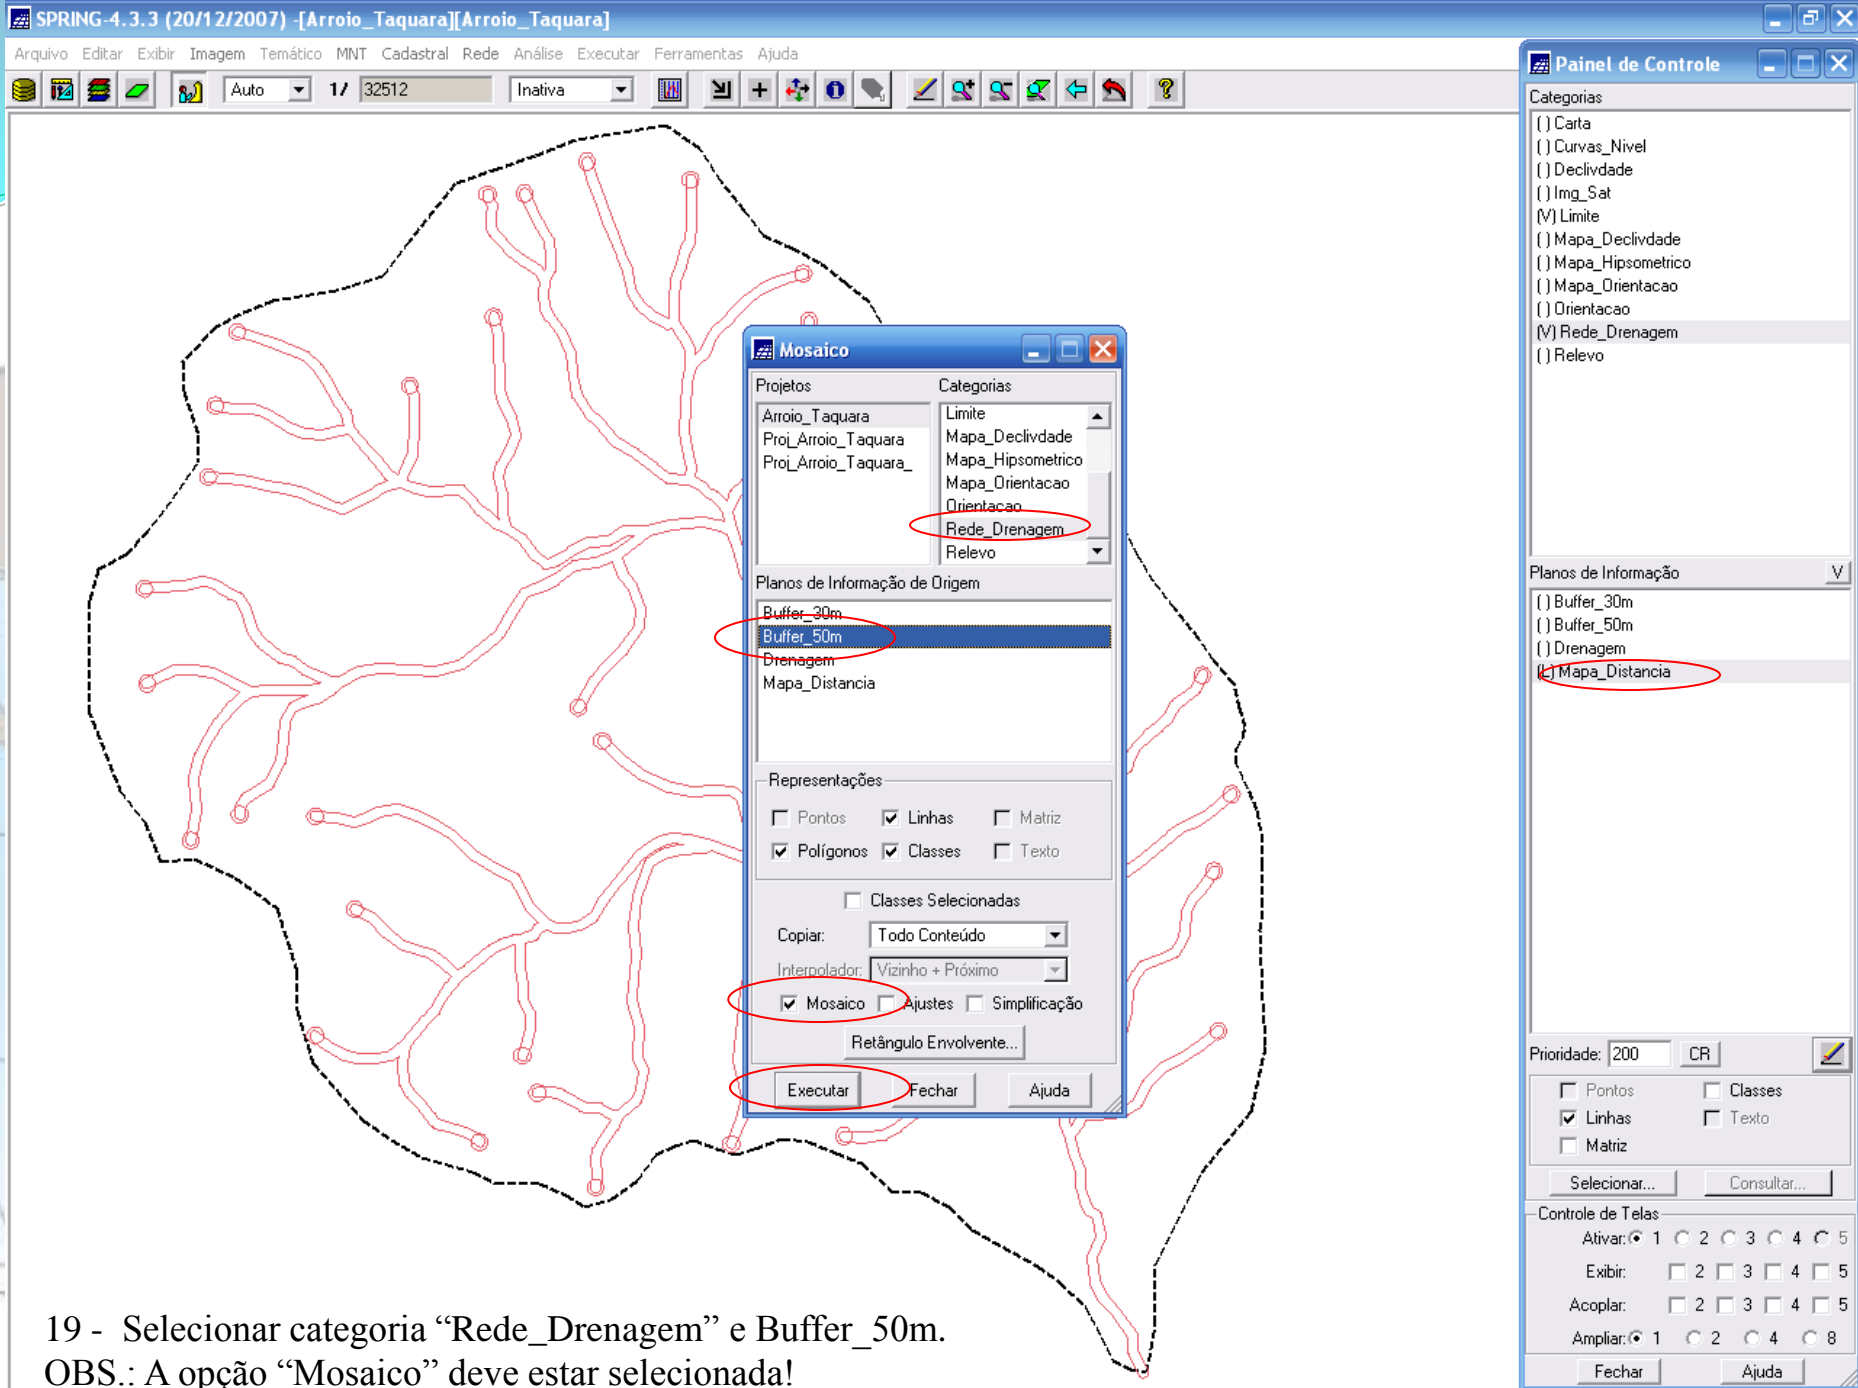 SPRING-4.3.3 (20/12/2007) -[Arroio_Taquara][Arroio_Taquara]
Arquivo Editar Exibir Imagem Temático MNT Cadastral Rede Análise Executar Ferramentas Ajuda
Auto 1/ 32512 Inativa
Mosaico
Projetos Categorias
Arroio_Taquara
Proj_Arroio_Taquara
Proj_Arroio_Taquara_
Limite
Mapa_Declivdade
Mapa_Hipsometrico
Mapa_Orientacao
Orientacao
Rede_Drenagem
Relevo
Planos de Informação de Origem
Buffer_30m
Buffer_50m
Drenagem
Mapa_Distancia
Representações
Pontos Linhas Matriz
Polígonos Classes Texto
Classes Selecionadas
Copiar: Todo Conteúdo
Interpolador: Vizinho + Próximo
Mosaico Ajustes Simplificação
Retângulo Envolvente...
Executar Fechar Ajuda
Painel de Controle
Categorias
( ) Carta
( ) Curvas_Nivel
( ) Declivdade
( ) Img_Sat
(V) Limite
( ) Mapa_Declivdade
( ) Mapa_Hipsometrico
( ) Mapa_Orientacao
( ) Orientacao
(V) Rede_Drenagem
( ) Relevo
Planos de Informação V
( ) Buffer_30m
( ) Buffer_50m
( ) Drenagem
(L) Mapa_Distancia
Prioridade: 200 CR
Pontos Classes
Linhas Texto
Matriz
Selecionar... Consultar...
Controle de Telas
Ativar: 1 2 3 4 5
Exibir: 2 3 4 5
Acoplar: 2 3 4 5
Ampliar: 1 2 4 8
Fechar Ajuda
19 - Selecionar categoria “Rede_Drenagem” e Buffer_50m.
OBS.: A opção “Mosaico” deve estar selecionada!